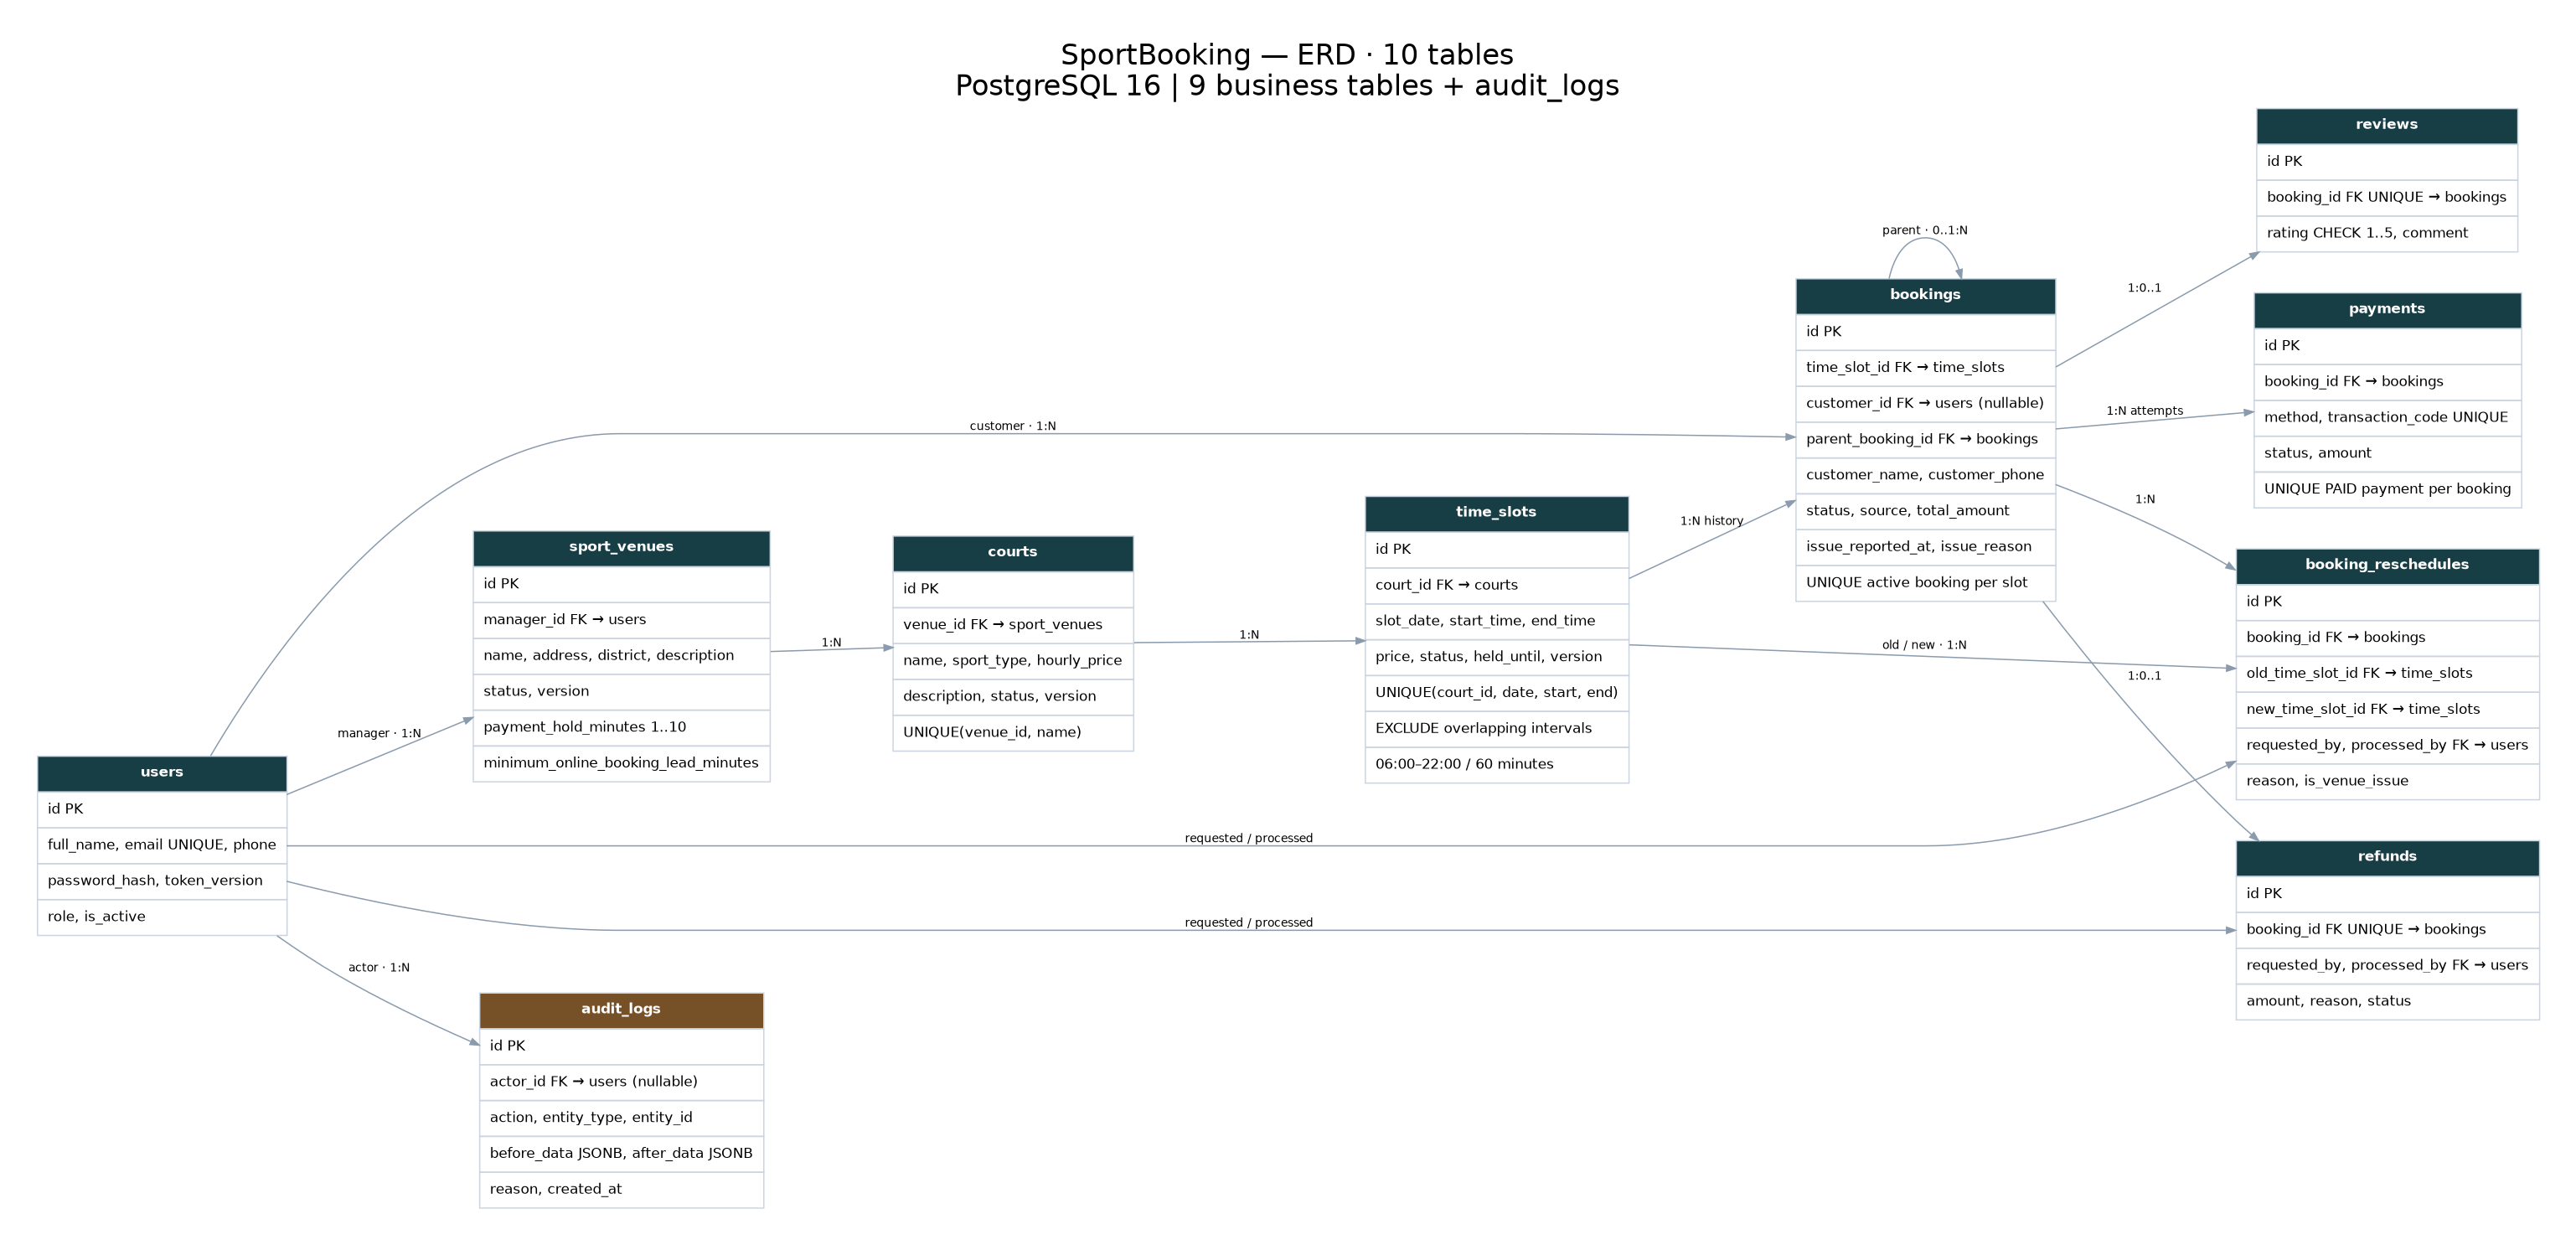 SportBooking — ERD · 10 tables
PostgreSQL 16 | 9 business tables + audit_logs
users
id PK
full_name, email UNIQUE, phone
password_hash, token_version
role, is_active
customer · 1:N
manager · 1:N
requested / processed
requested / processed
actor · 1:N
sport_venues
id PK
manager_id FK → users
name, address, district, description
status, version
payment_hold_minutes 1..10
minimum_online_booking_lead_minutes
1:N
audit_logs
id PK
actor_id FK → users (nullable)
action, entity_type, entity_id
before_data JSONB, after_data JSONB
reason, created_at
courts
id PK
venue_id FK → sport_venues
name, sport_type, hourly_price
description, status, version
UNIQUE(venue_id, name)
1:N
time_slots
id PK
court_id FK → courts
slot_date, start_time, end_time
price, status, held_until, version
UNIQUE(court_id, date, start, end)
EXCLUDE overlapping intervals
06:00–22:00 / 60 minutes
1:N history
old / new · 1:N
parent · 0..1:N
bookings
id PK
time_slot_id FK → time_slots
customer_id FK → users (nullable)
parent_booking_id FK → bookings
customer_name, customer_phone
status, source, total_amount
issue_reported_at, issue_reason
UNIQUE active booking per slot
1:0..1
1:N attempts
1:N
1:0..1
reviews
id PK
booking_id FK UNIQUE → bookings
rating CHECK 1..5, comment
payments
id PK
booking_id FK → bookings
method, transaction_code UNIQUE
status, amount
UNIQUE PAID payment per booking
booking_reschedules
id PK
booking_id FK → bookings
old_time_slot_id FK → time_slots
new_time_slot_id FK → time_slots
requested_by, processed_by FK → users
reason, is_venue_issue
refunds
id PK
booking_id FK UNIQUE → bookings
requested_by, processed_by FK → users
amount, reason, status